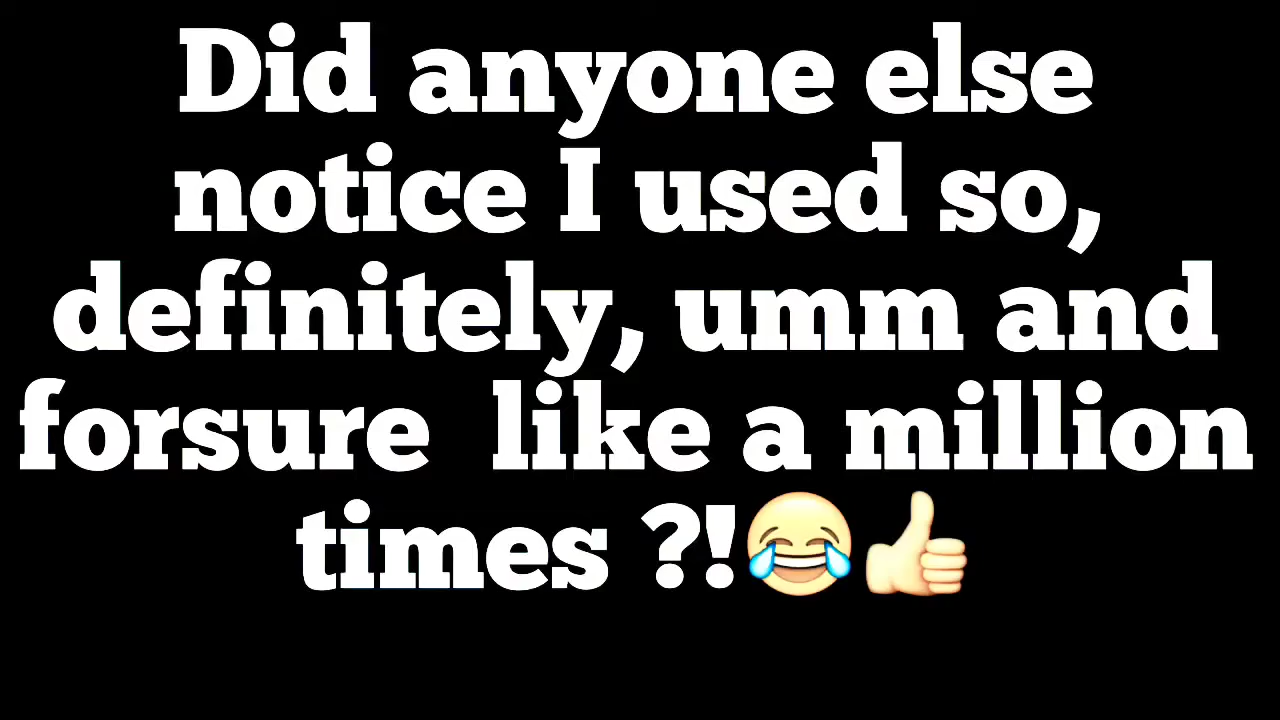 Did anyone else
notice I used so,
definitely, umm and
forsure  like a million
times ?!😂👍🏻